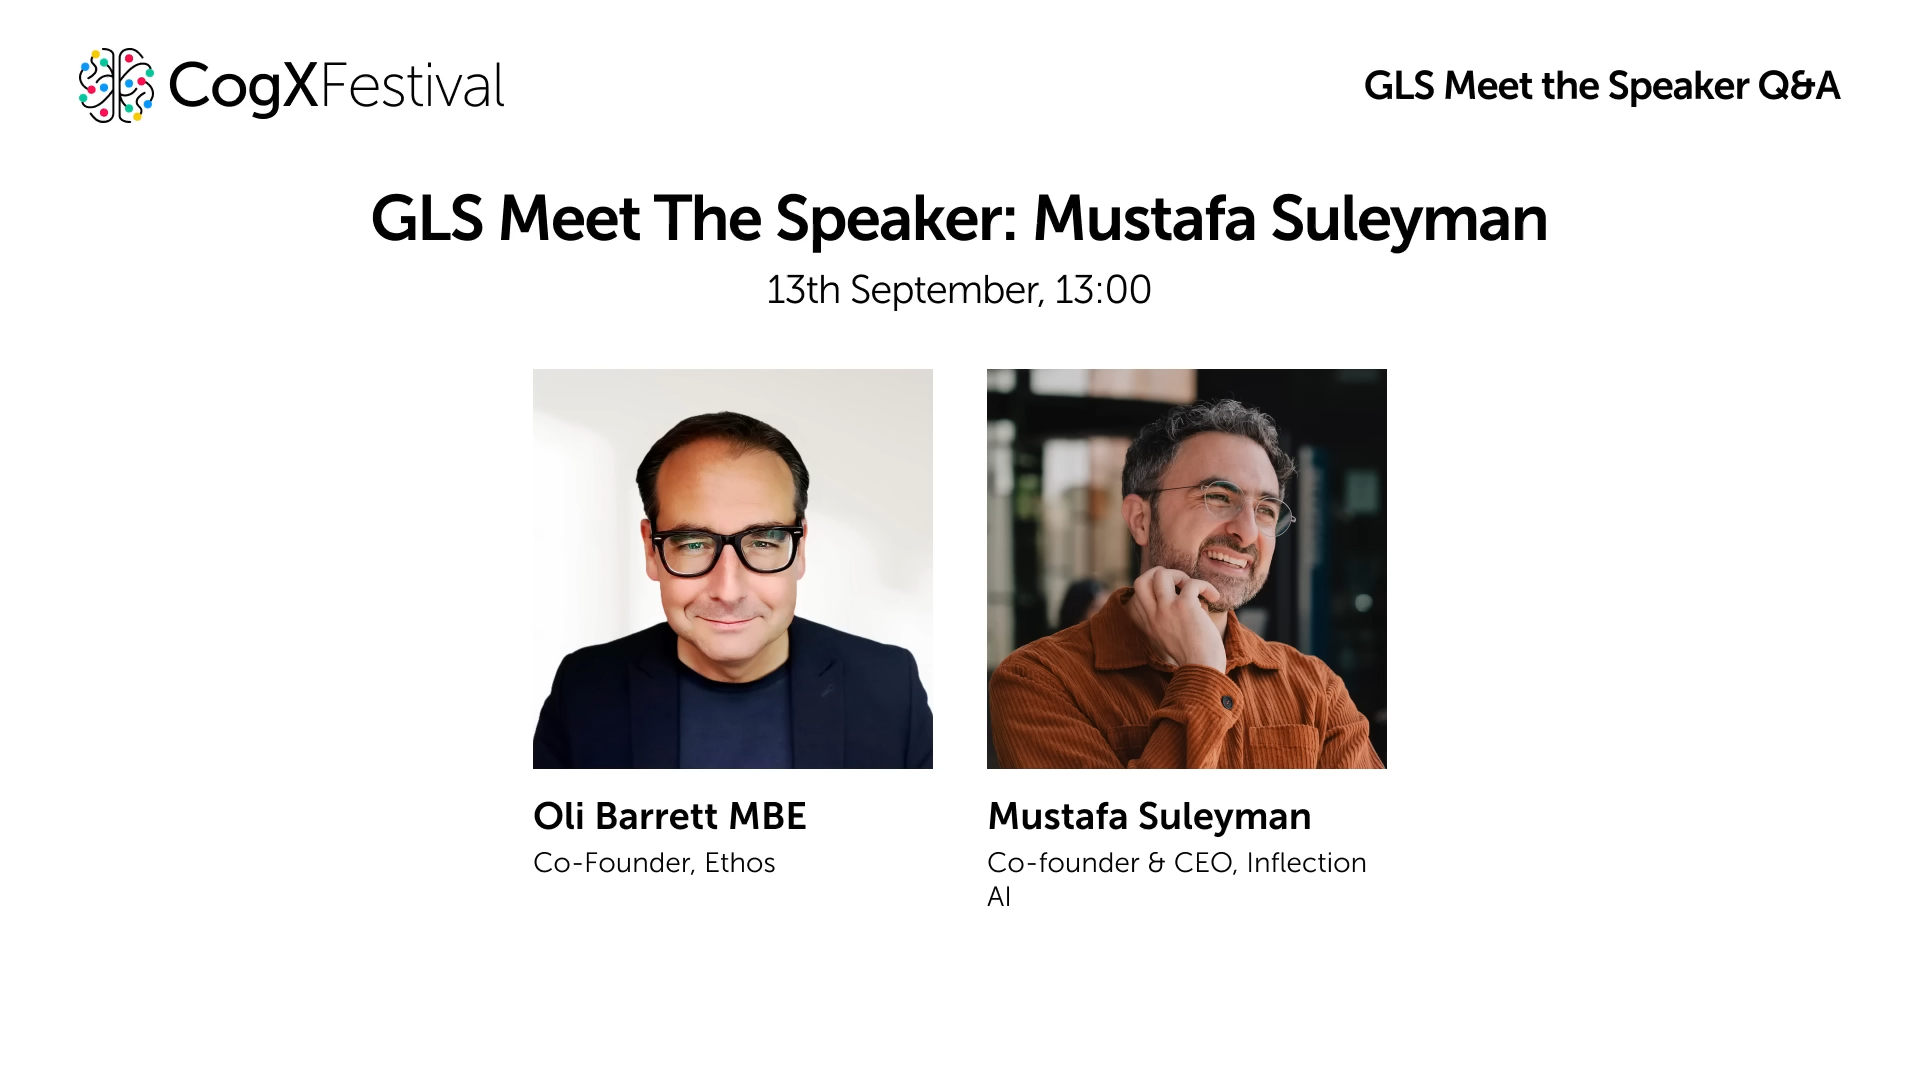 CogXFestival
GLS Meet the Speaker Q&A
GLS Meet The Speaker: Mustafa Suleyman
13th September, 13:00
Oli Barrett MBE
Co-Founder, Ethos
Mustafa Suleyman
Co-founder & CEO, Inflection
AI